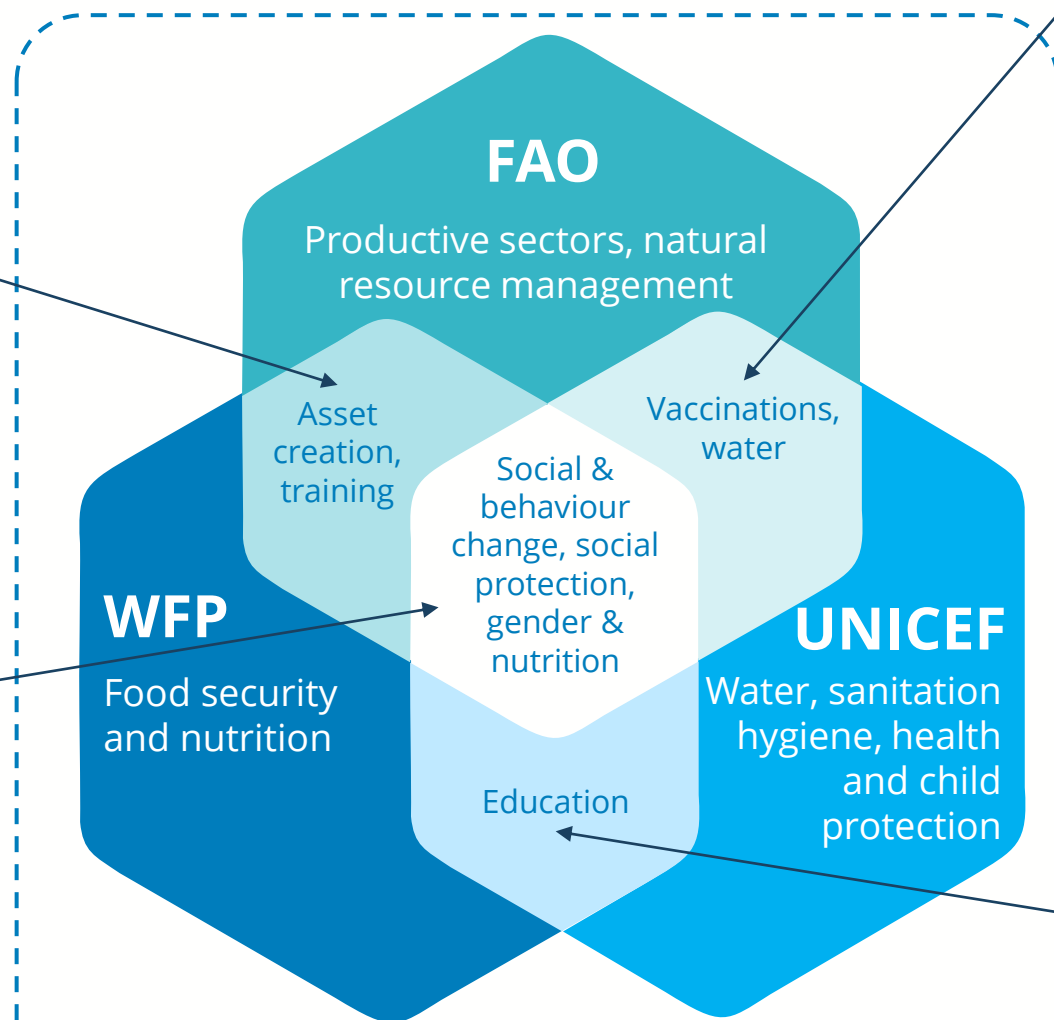 FAO
Productive sectors, natural
resource management
Asset
creation,
training
Vaccinations,
water
Social &
behaviour
change, social
protection,
gender &
nutrition
WFP
Food security
and nutrition
UNICEF
Water, sanitation
hygiene, health
and child
protection
Education